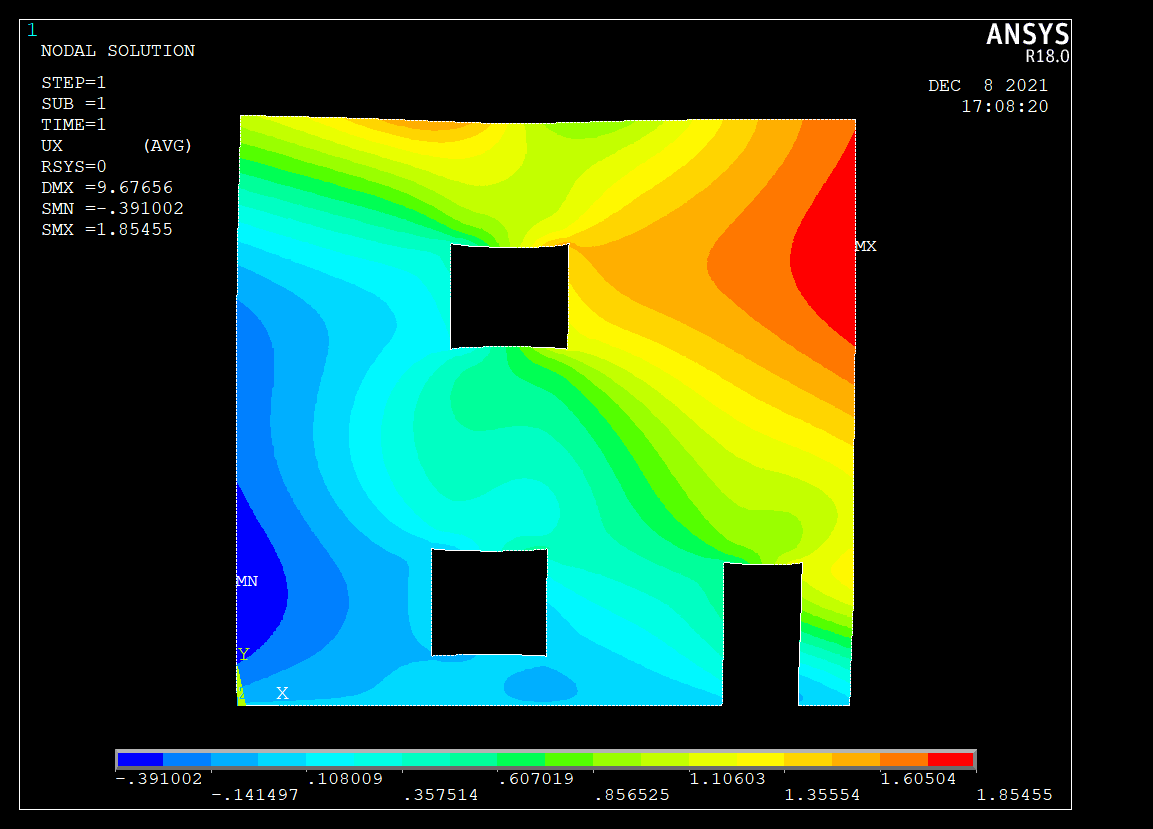 1
ANSYS
R18.0
NODAL SOLUTION
DEC 8 2021
17:08:20
STEP=1
SUB =1
TIME=1
UX (AVG)
RSYS=0
DMX =9.67656
SMN =-.391002
SMX =1.85455
MX
MN
Y
X
-.391002 .108009 .607019 1.10603 1.60504
-.141497 .357514 .856525 1.35554 1.85455